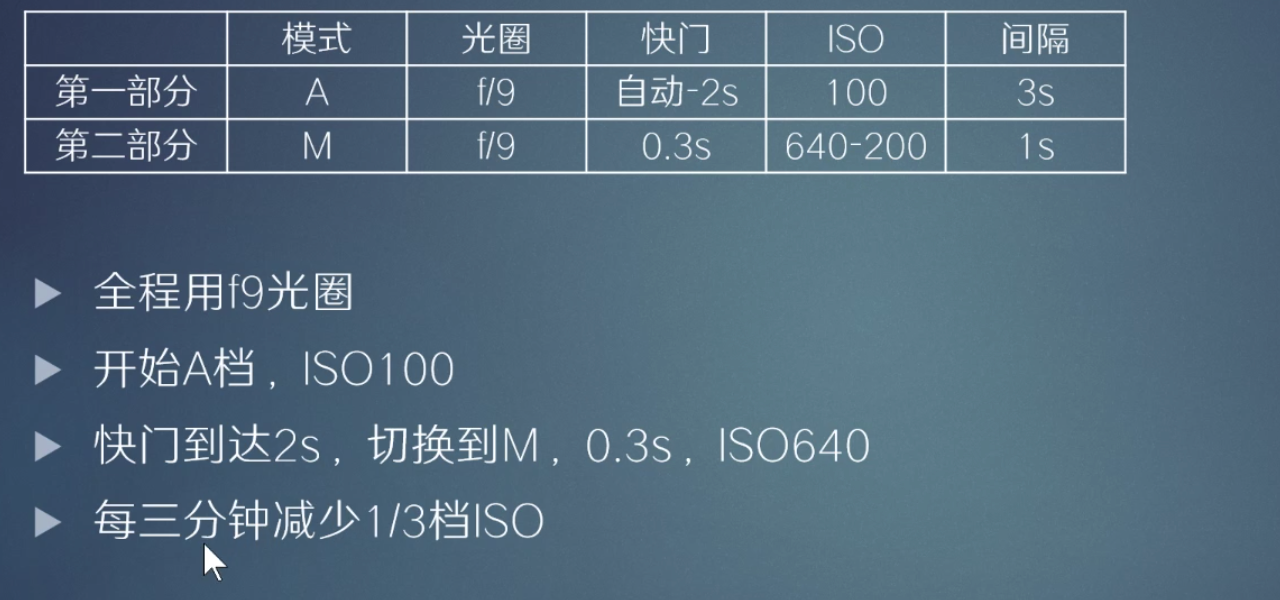 模式 光圈 快门 ISO 间隔
第一部分 A f/9 自动-2s 100 3s
第二部分 M f/9 0.3s 640-200 1s
全程用f9光圈
开始A档，ISO100
快门到达2s，切换到M，0.3s，ISO640
每三分钟减少1/3档ISO